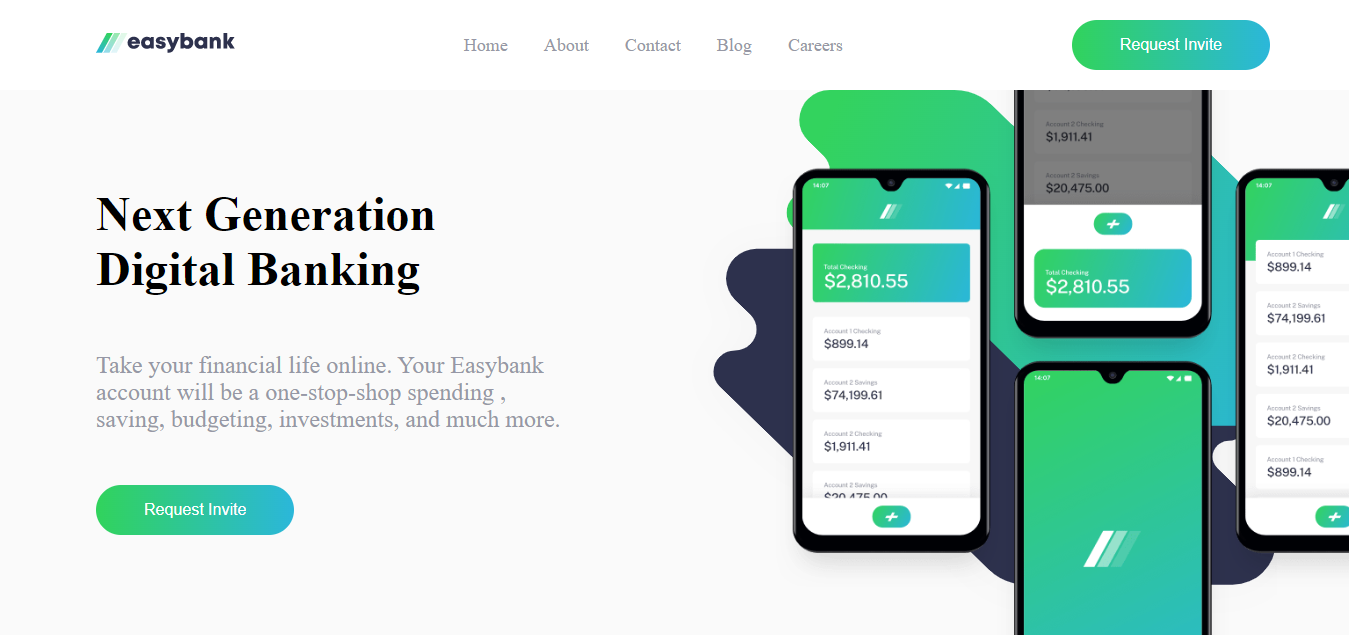 easybank
Home About Contact Blog Careers
Request Invite
Next Generation
Digital Banking
Take your financial life online. Your Easybank
account will be a one-stop-shop spending ,
saving, budgeting, investments, and much more.
Request Invite
14:07
Total Checking
$2,810.55
Account 1 Checking
$899.14
Account 2 Savings
$74,199.61
Account 2 Checking
$1,911.41
Account 2 Savings
$20,475.00
Account 2 Checking
$1,911.41
Account 2 Savings
$20,475.00
Total Checking
$2,810.55
14:07
14:07
Account 1 Checking
$899.14
Account 2 Savings
$74,199.61
Account 2 Checking
$1,911.41
Account 2 Savings
$20,475.00
Account 1 Checking
$899.14